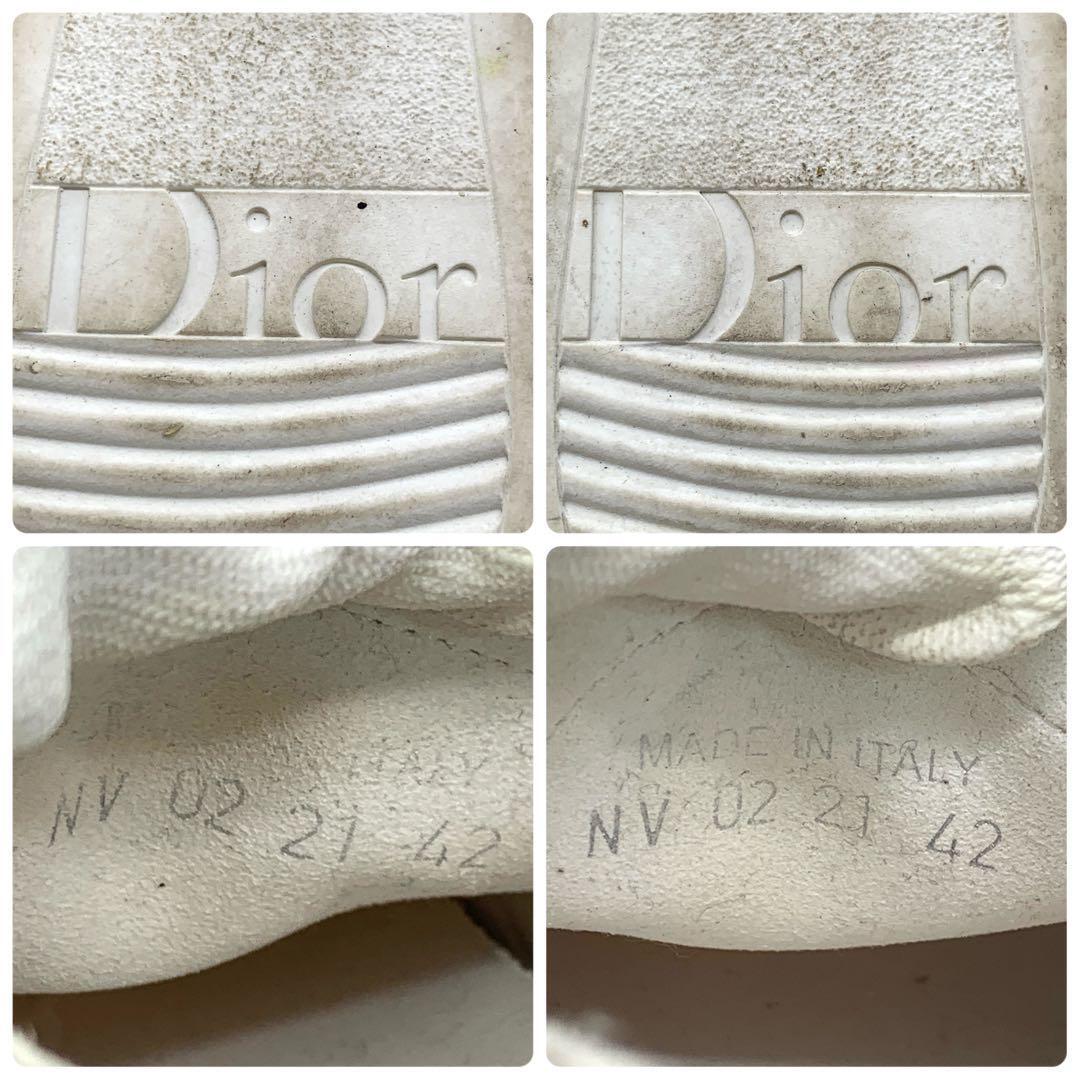 Dior
Dior
ITALY
NV 02 21 42
MADE IN ITALY
NV 02 21 42